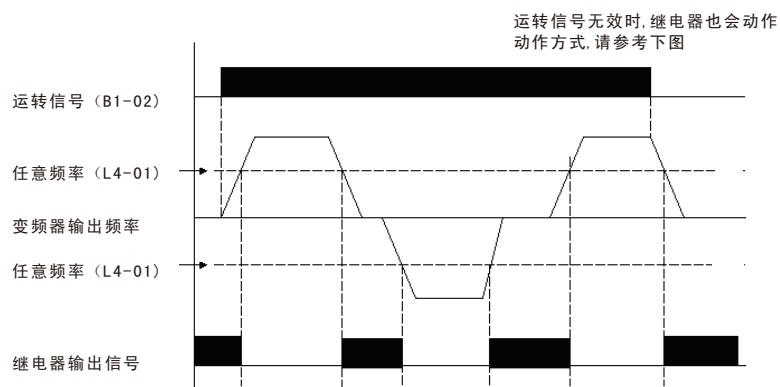 运转信号无效时,继电器也会动作
动作方式,请参考下图
运转信号（B1-02）
任意频率（L4-01）
变频器输出频率
任意频率（L4-01）
继电器输出信号